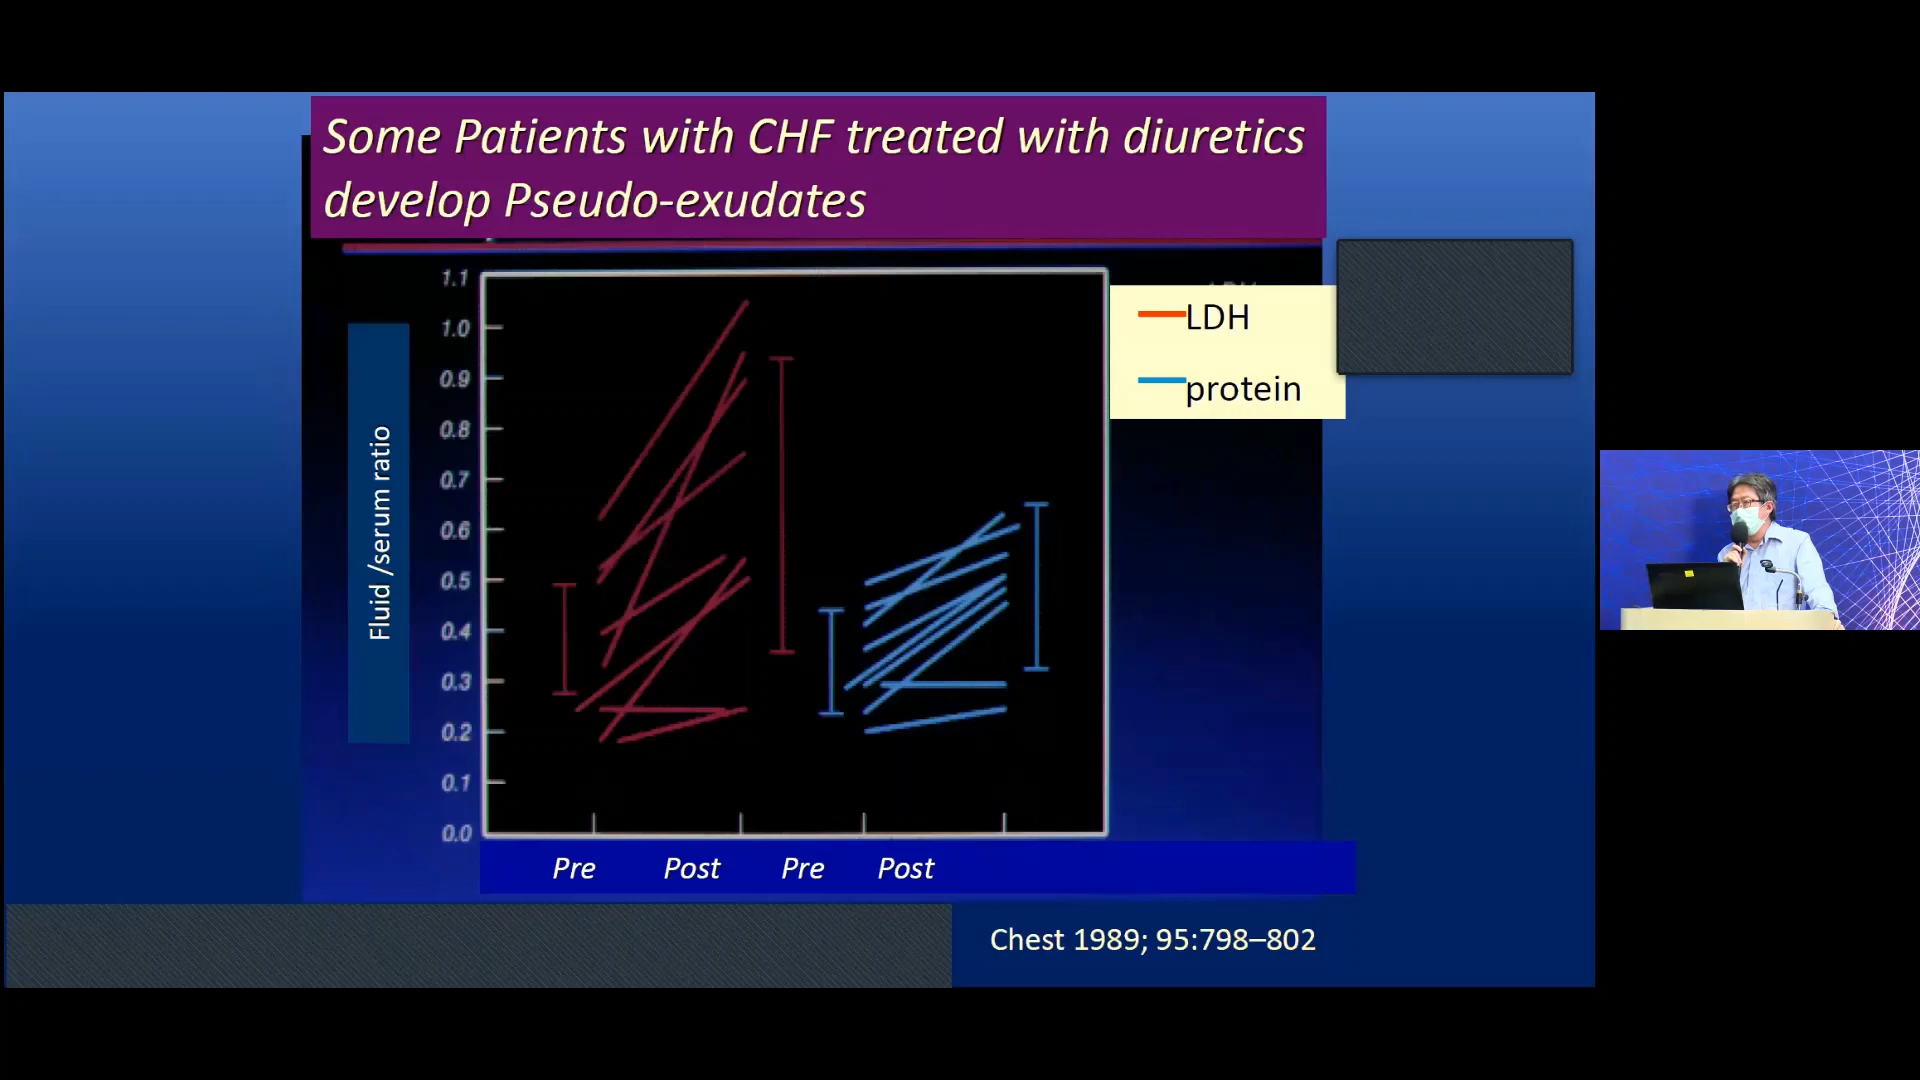 Some Patients with CHF treated with diuretics
develop Pseudo-exudates
Fluid /serum ratio
1.1
1.0
0.9
0.8
0.7
0.6
0.5
0.4
0.3
0.2
0.1
0.0
LDH
protein
Pre Post Pre Post
Chest 1989; 95:798–802